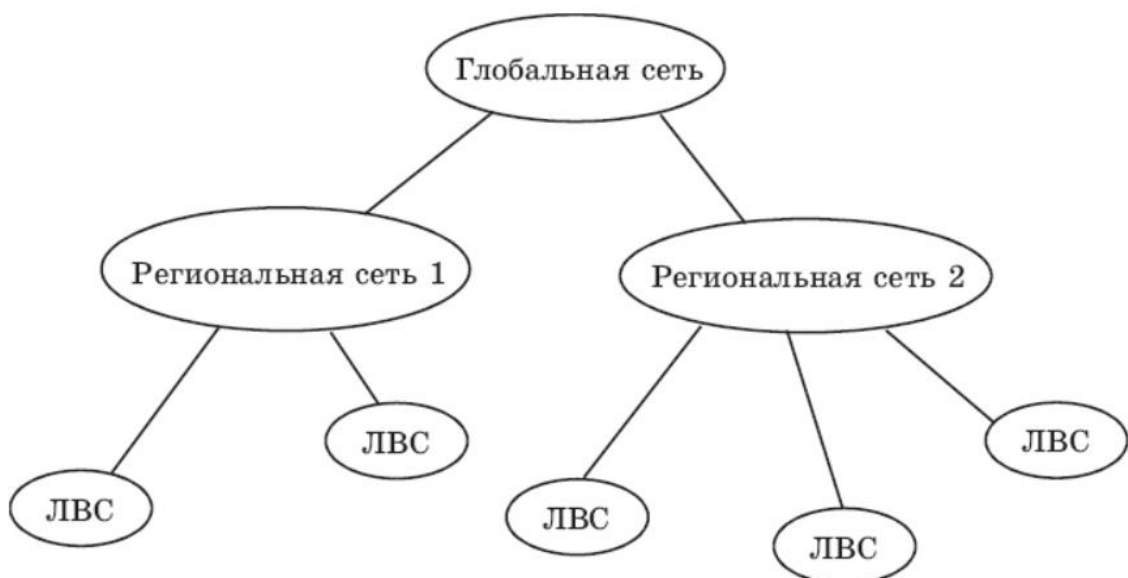 Глобальная сеть
Региональная сеть 1
Региональная сеть 2
ЛВС
ЛВС
ЛВС
ЛВС
ЛВС